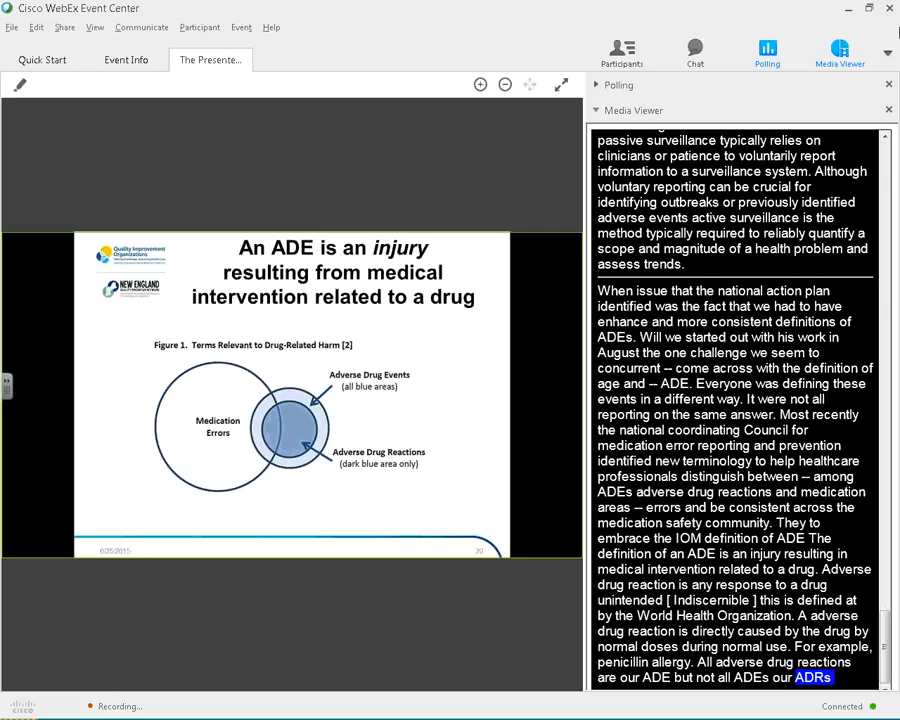 Cisco WebEx Event Center
File Edit Share View Communicate Participant Event Help
Quick Start Event Info The Presente...
Participants Chat Polling Media Viewer
Polling
Media Viewer
Quality Improvement
Organizations
NEW ENGLAND
An ADE is an injury
resulting from medical
intervention related to a drug
Figure 1. Terms Relevant to Drug-Related Harm [2]
Adverse Drug Events
(all blue areas)
Medication
Errors
Adverse Drug Reactions
(dark blue area only)
6/25/2015
20
passive surveillance typically relies on
clinicians or patience to voluntarily report
information to a surveillance system. Although
voluntary reporting can be crucial for
identifying outbreaks or previously identified
adverse events active surveillance is the
method typically required to reliably quantify a
scope and magnitude of a health problem and
assess trends.
When issue that the national action plan
identified was the fact that we had to have
enhance and more consistent definitions of
ADEs. Will we started out with his work in
August the one challenge we seem to
concurrent -- come across with the definition of
age and -- ADE. Everyone was defining these
events in a different way. It were not all
reporting on the same answer. Most recently
the national coordinating Council for
medication error reporting and prevention
identified new terminology to help healthcare
professionals distinguish between -- among
ADEs adverse drug reactions and medication
areas -- errors and be consistent across the
medication safety community. They to
embrace the IOM definition of ADE The
definition of an ADE is an injury resulting in
medical intervention related to a drug. Adverse
drug reaction is any response to a drug
unintended [ Indiscernible ] this is defined at
by the World Health Organization. A adverse
drug reaction is directly caused by the drug by
normal doses during normal use. For example,
penicillin allergy. All adverse drug reactions
are our ADE but not all ADEs our ADRs
cisco
Recording...
Connected